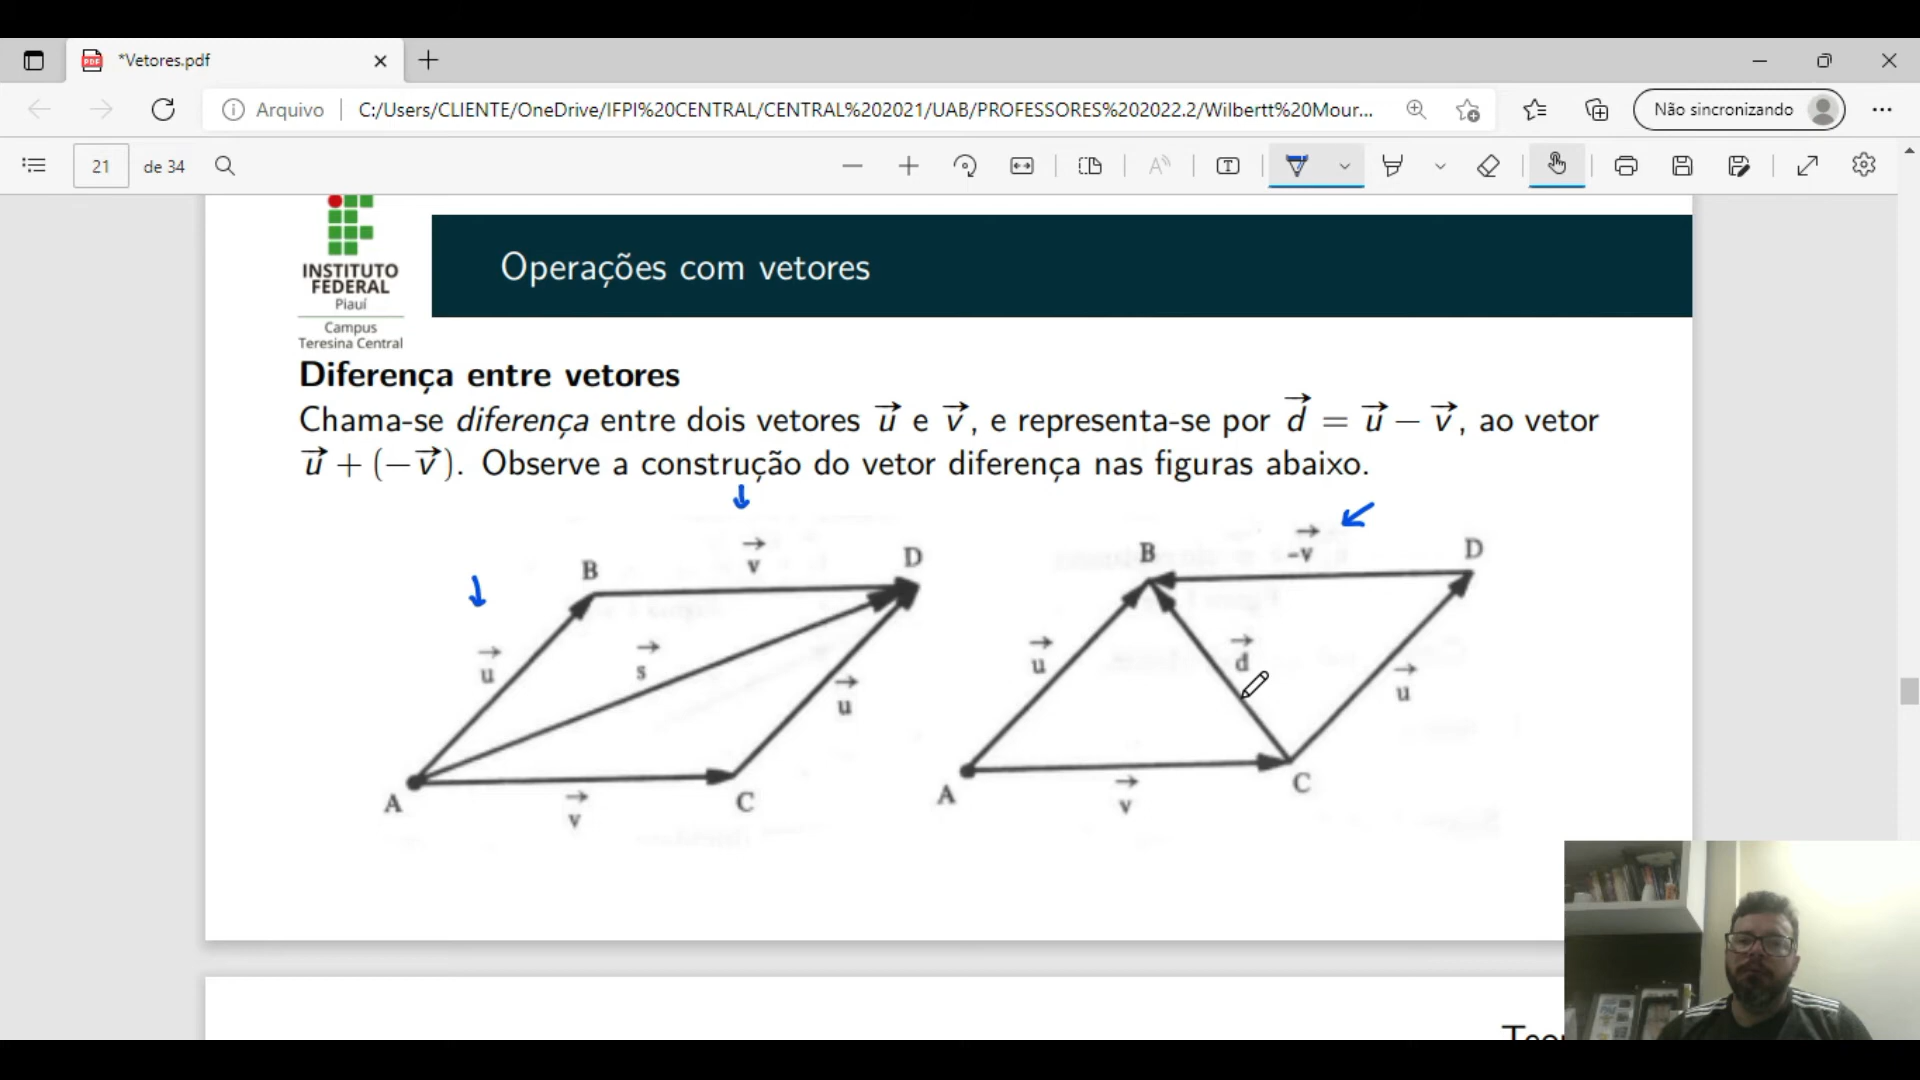 *Vetores.pdf
Arquivo
C:/Users/CLIENTE/OneDrive/IFPI%20CENTRAL/CENTRAL%202021/UAB/PROFESSORES%202022.2/Wilbertt%20Mour...
Não sincronizando
21 de 34
INSTITUTO
FEDERAL
Piauí
Campus
Teresina Central
Operações com vetores
Diferença entre vetores
Chama-se diferença entre dois vetores u⃗ e v⃗, e representa-se por d⃗ = u⃗ − v⃗, ao vetor
u⃗ + (−v⃗). Observe a construção do vetor diferença nas figuras abaixo.
B v⃗ D
u⃗ s⃗ u⃗
A v⃗ C
B -v⃗ D
u⃗ d⃗ u⃗
A v⃗ C